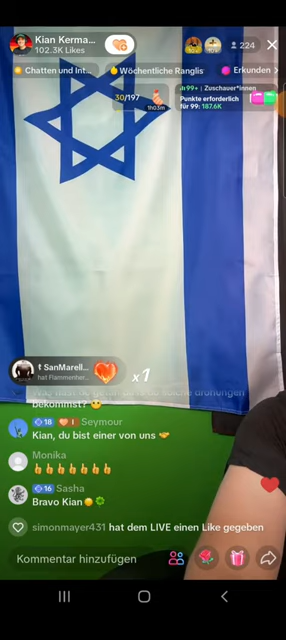 Kian Kerma...
102.3K Likes
224
Chatten und Int...
Wöchentliche Ranglis
Erkunden >
30/197
1h03m
99+ | Zuschauer*innen
Punkte erforderlich
für 99: 187.6K
SanMarell...
hat Flammenher...
x1
bekommst?
18
Seymour
Kian, du bist einer von uns
Monika
16 Sasha
Bravo Kian
simonmayer431 hat dem LIVE einen Like gegeben
Kommentar hinzufügen